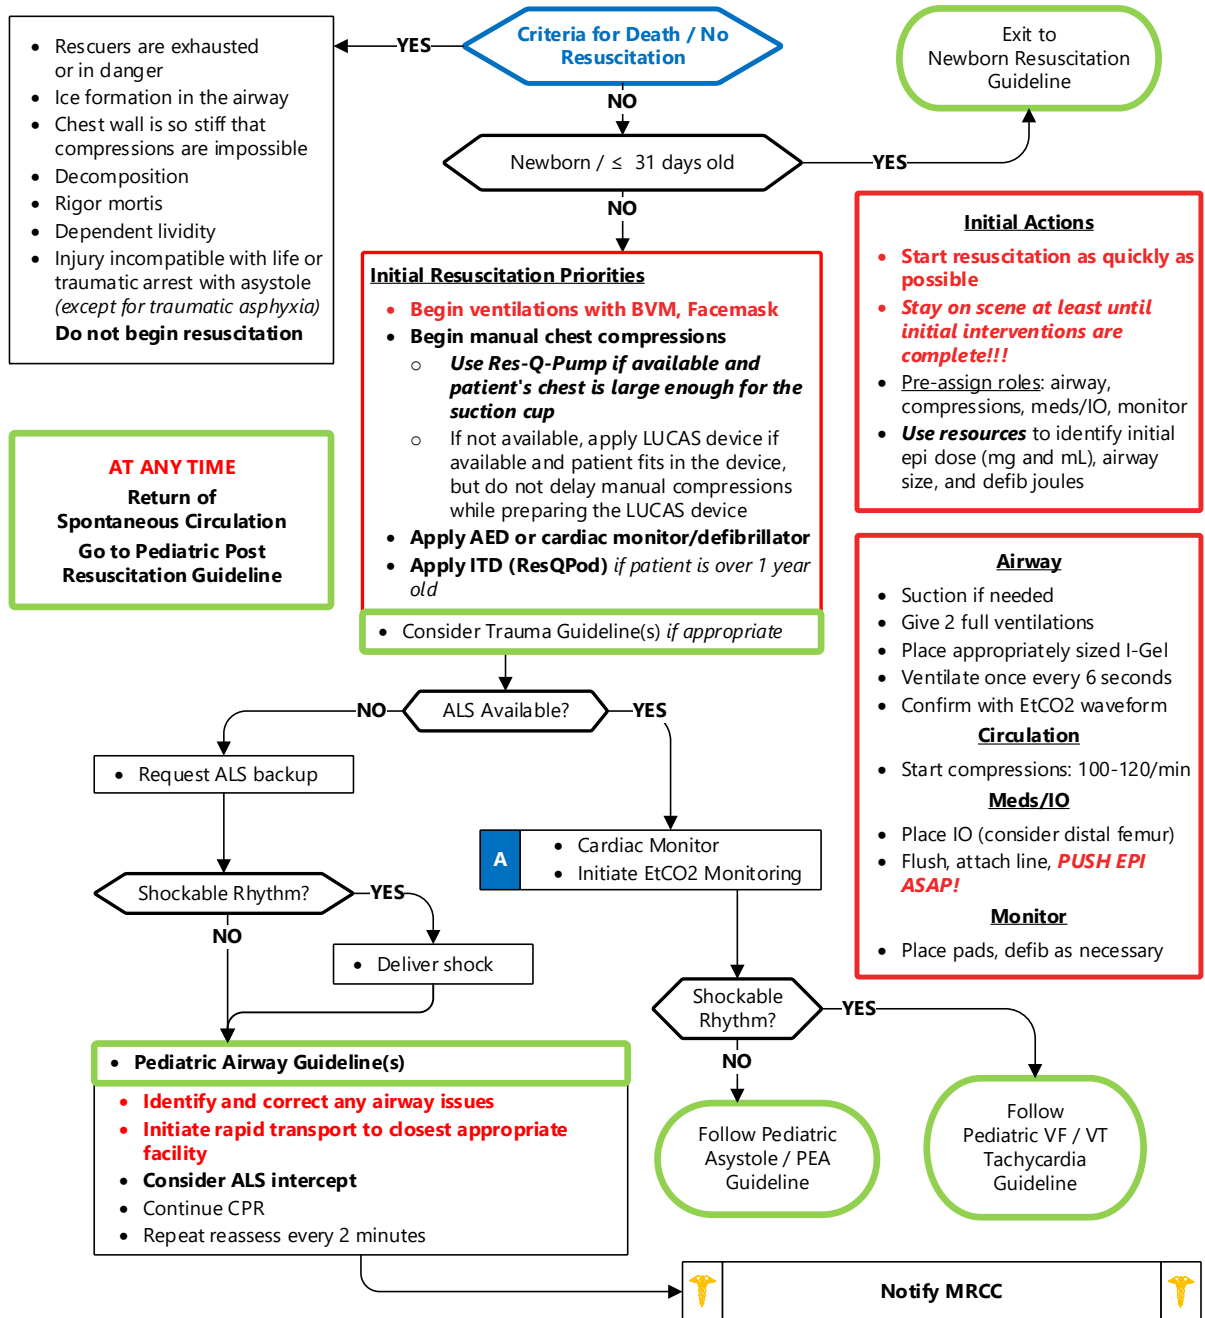 Criteria for Death / No
Resuscitation
YES
NO
• Rescuers are exhausted
or in danger
• Ice formation in the airway
• Chest wall is so stiff that
compressions are impossible
• Decomposition
• Rigor mortis
• Dependent lividity
• Injury incompatible with life or
traumatic arrest with asystole
(except for traumatic asphyxia)
Do not begin resuscitation
Exit to
Newborn Resuscitation
Guideline
Newborn / ≤ 31 days old
YES
NO
AT ANY TIME
Return of
Spontaneous Circulation
Go to Pediatric Post
Resuscitation Guideline
Initial Resuscitation Priorities
• Begin ventilations with BVM, Facemask
• Begin manual chest compressions
o Use Res-Q-Pump if available and
patient's chest is large enough for the
suction cup
o If not available, apply LUCAS device if
available and patient fits in the device,
but do not delay manual compressions
while preparing the LUCAS device
• Apply AED or cardiac monitor/defibrillator
• Apply ITD (ResQPod) if patient is over 1 year
old
• Consider Trauma Guideline(s) if appropriate
Initial Actions
• Start resuscitation as quickly as
possible
• Stay on scene at least until
initial interventions are
complete!!!
• Pre-assign roles: airway,
compressions, meds/IO, monitor
• Use resources to identify initial
epi dose (mg and mL), airway
size, and defib joules
Airway
• Suction if needed
• Give 2 full ventilations
• Place appropriately sized I-Gel
• Ventilate once every 6 seconds
• Confirm with EtCO2 waveform
Circulation
• Start compressions: 100-120/min
Meds/IO
• Place IO (consider distal femur)
• Flush, attach line, PUSH EPI
ASAP!
Monitor
• Place pads, defib as necessary
ALS Available?
NO
YES
• Request ALS backup
Shockable Rhythm?
YES
NO
• Deliver shock
A
• Cardiac Monitor
• Initiate EtCO2 Monitoring
Shockable
Rhythm?
YES
NO
• Pediatric Airway Guideline(s)
• Identify and correct any airway issues
• Initiate rapid transport to closest appropriate
facility
• Consider ALS intercept
• Continue CPR
• Repeat reassess every 2 minutes
Follow Pediatric
Asystole / PEA
Guideline
Follow
Pediatric VF / VT
Tachycardia
Guideline
Notify MRCC